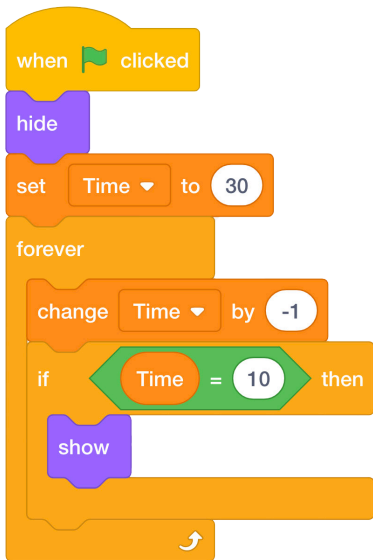 when clicked
hide
set Time to 30
forever
change Time by -1
if Time = 10 then
show